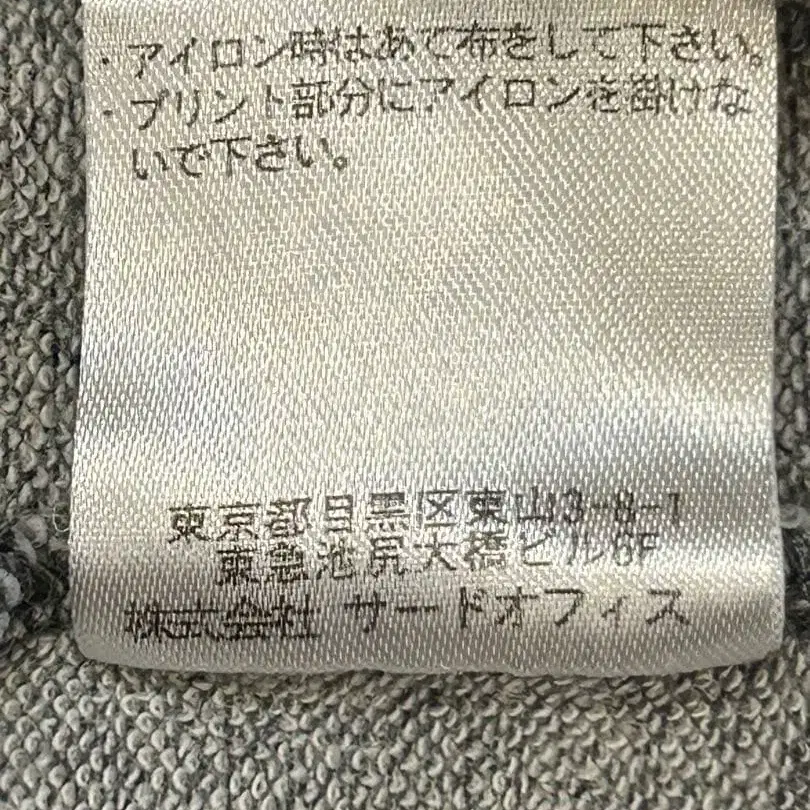 ・アイロン時はあて布をして下さい。
・プリント部分にアイロンを掛けな
いで下さい。
東京都目黒区東山3-8-1
東急池尻大橋ビル6F
株式会社 サードオフィス